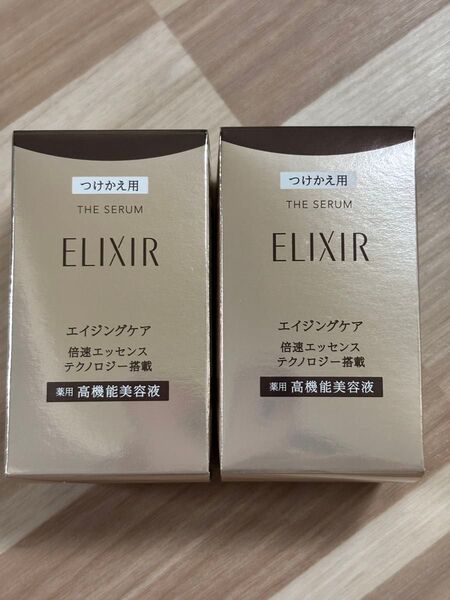 つけかえ用
THE SERUM
ELIXIR
エイジングケア
倍速エッセンス
テクノロジー搭載
薬用 高機能美容液
つけかえ用
THE SERUM
ELIXIR
エイジングケア
倍速エッセンス
テクノロジー搭載
薬用 高機能美容液